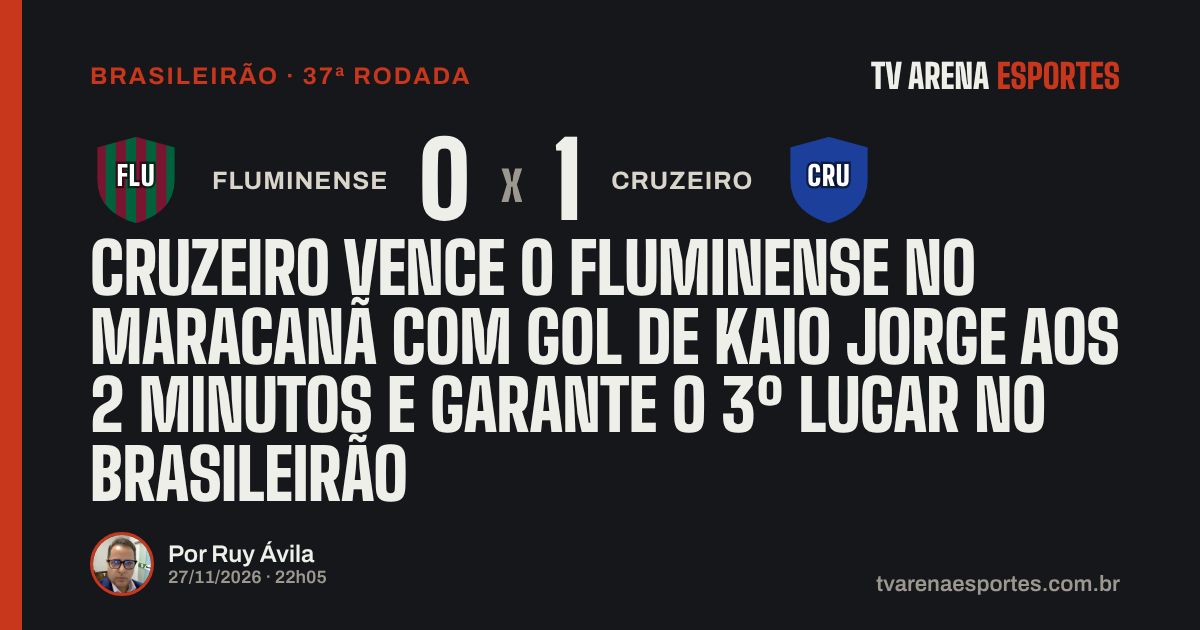 BRASILEIRÃO · 37ª RODADA
TV ARENA ESPORTES
FLU FLUMINENSE 0 x 1 CRUZEIRO CRU
CRUZEIRO VENCE O FLUMINENSE NO
MARACANÃ COM GOL DE KAIO JORGE AOS
2 MINUTOS E GARANTE O 3º LUGAR NO
BRASILEIRÃO
Por Ruy Ávila
27/11/2026 · 22h05
tvarenaesportes.com.br